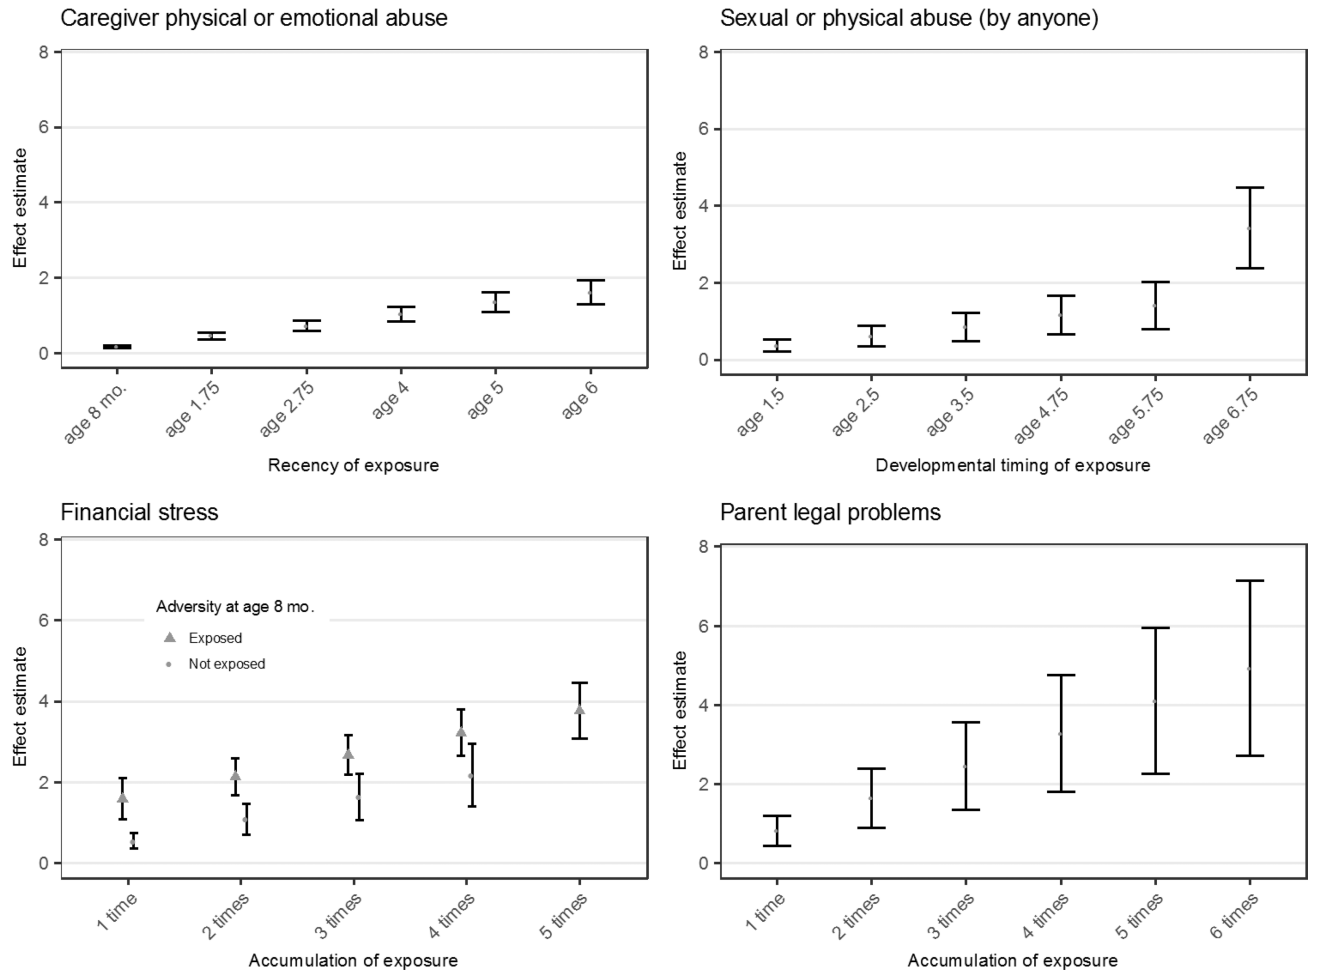 Caregiver physical or emotional abuse
8
6
4
2
0
Effect estimate
age 8 mo.
age 1.75
age 2.75
age 4
age 5
age 6
Recency of exposure
Sexual or physical abuse (by anyone)
8
6
4
2
0
Effect estimate
age 1.5
age 2.5
age 3.5
age 4.75
age 5.75
age 6.75
Developmental timing of exposure
Financial stress
8
6
4
2
0
Effect estimate
Adversity at age 8 mo.
Exposed
Not exposed
1 time
2 times
3 times
4 times
5 times
Accumulation of exposure
Parent legal problems
8
6
4
2
0
Effect estimate
1 time
2 times
3 times
4 times
5 times
6 times
Accumulation of exposure